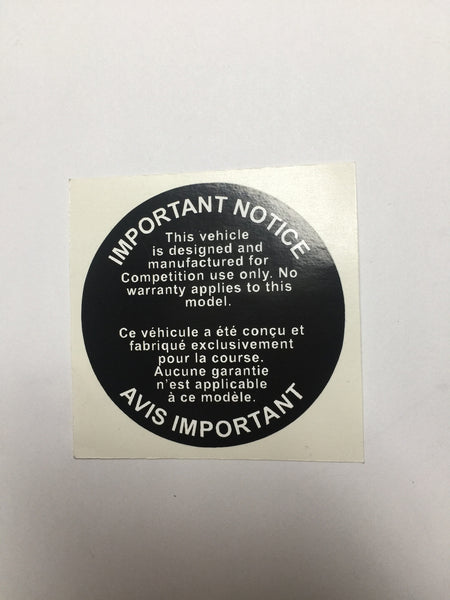 IMPORTANT NOTICE
This vehicle
is designed and
manufactured for
Competition use only. No
warranty applies to this
model.
Ce véhicule a été conçu et
fabriqué exclusivement
pour la course.
Aucune garantie
n'est applicable
à ce modèle.
AVIS IMPORTANT